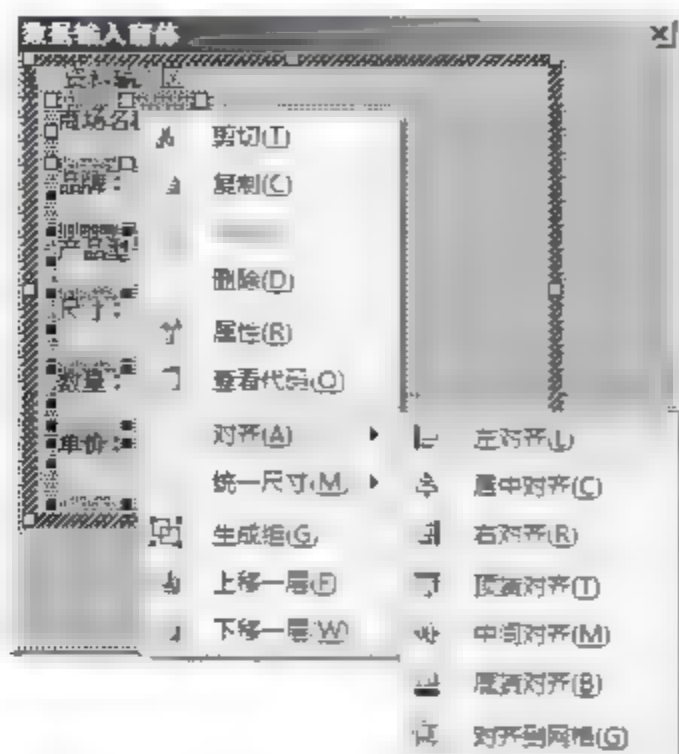 数据输入窗体
商场名
剪切(T)
品牌：
复制(C)
产品型
删除(D)
尺寸：
属性(R)
数量：
查看代码(O)
单价：
对齐(A)
统一尺寸(M)
生成组(G)
上移一层(F)
下移一层(W)
左对齐(L)
居中对齐(C)
右对齐(R)
顶端对齐(T)
中间对齐(M)
底端对齐(B)
对齐到网格(G)